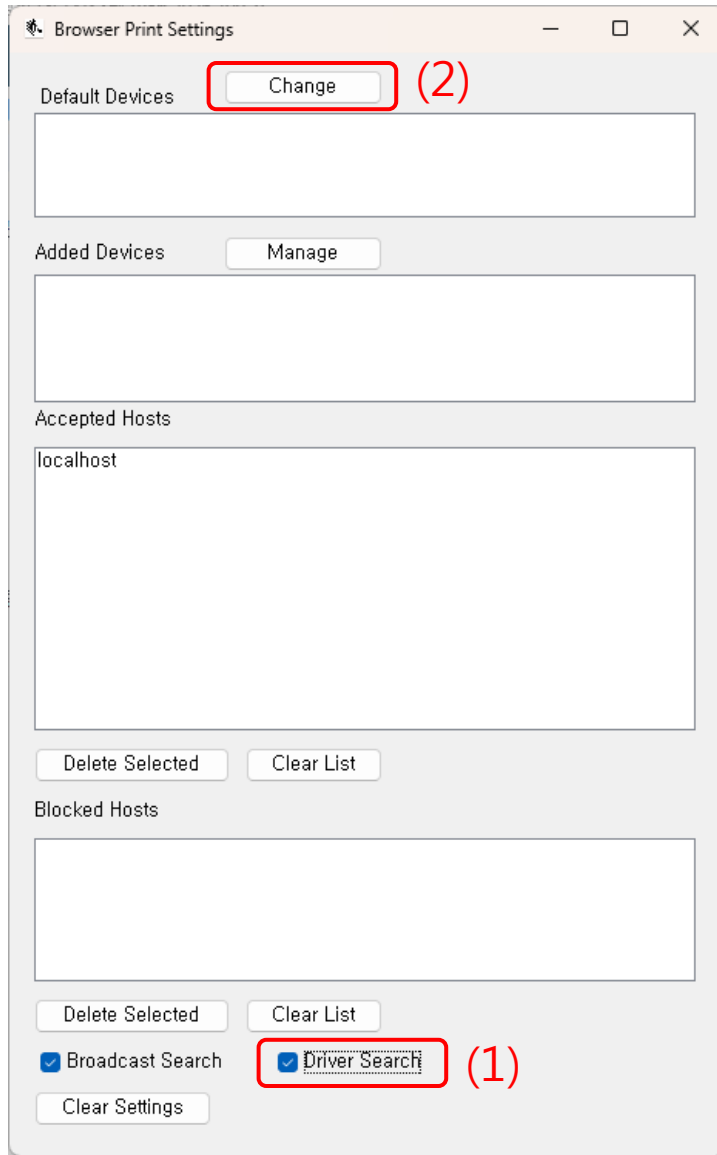 Browser Print Settings
Default Devices Change (2)
Added Devices Manage
Accepted Hosts
localhost
Delete Selected Clear List
Blocked Hosts
Delete Selected Clear List
Broadcast Search Driver Search (1)
Clear Settings